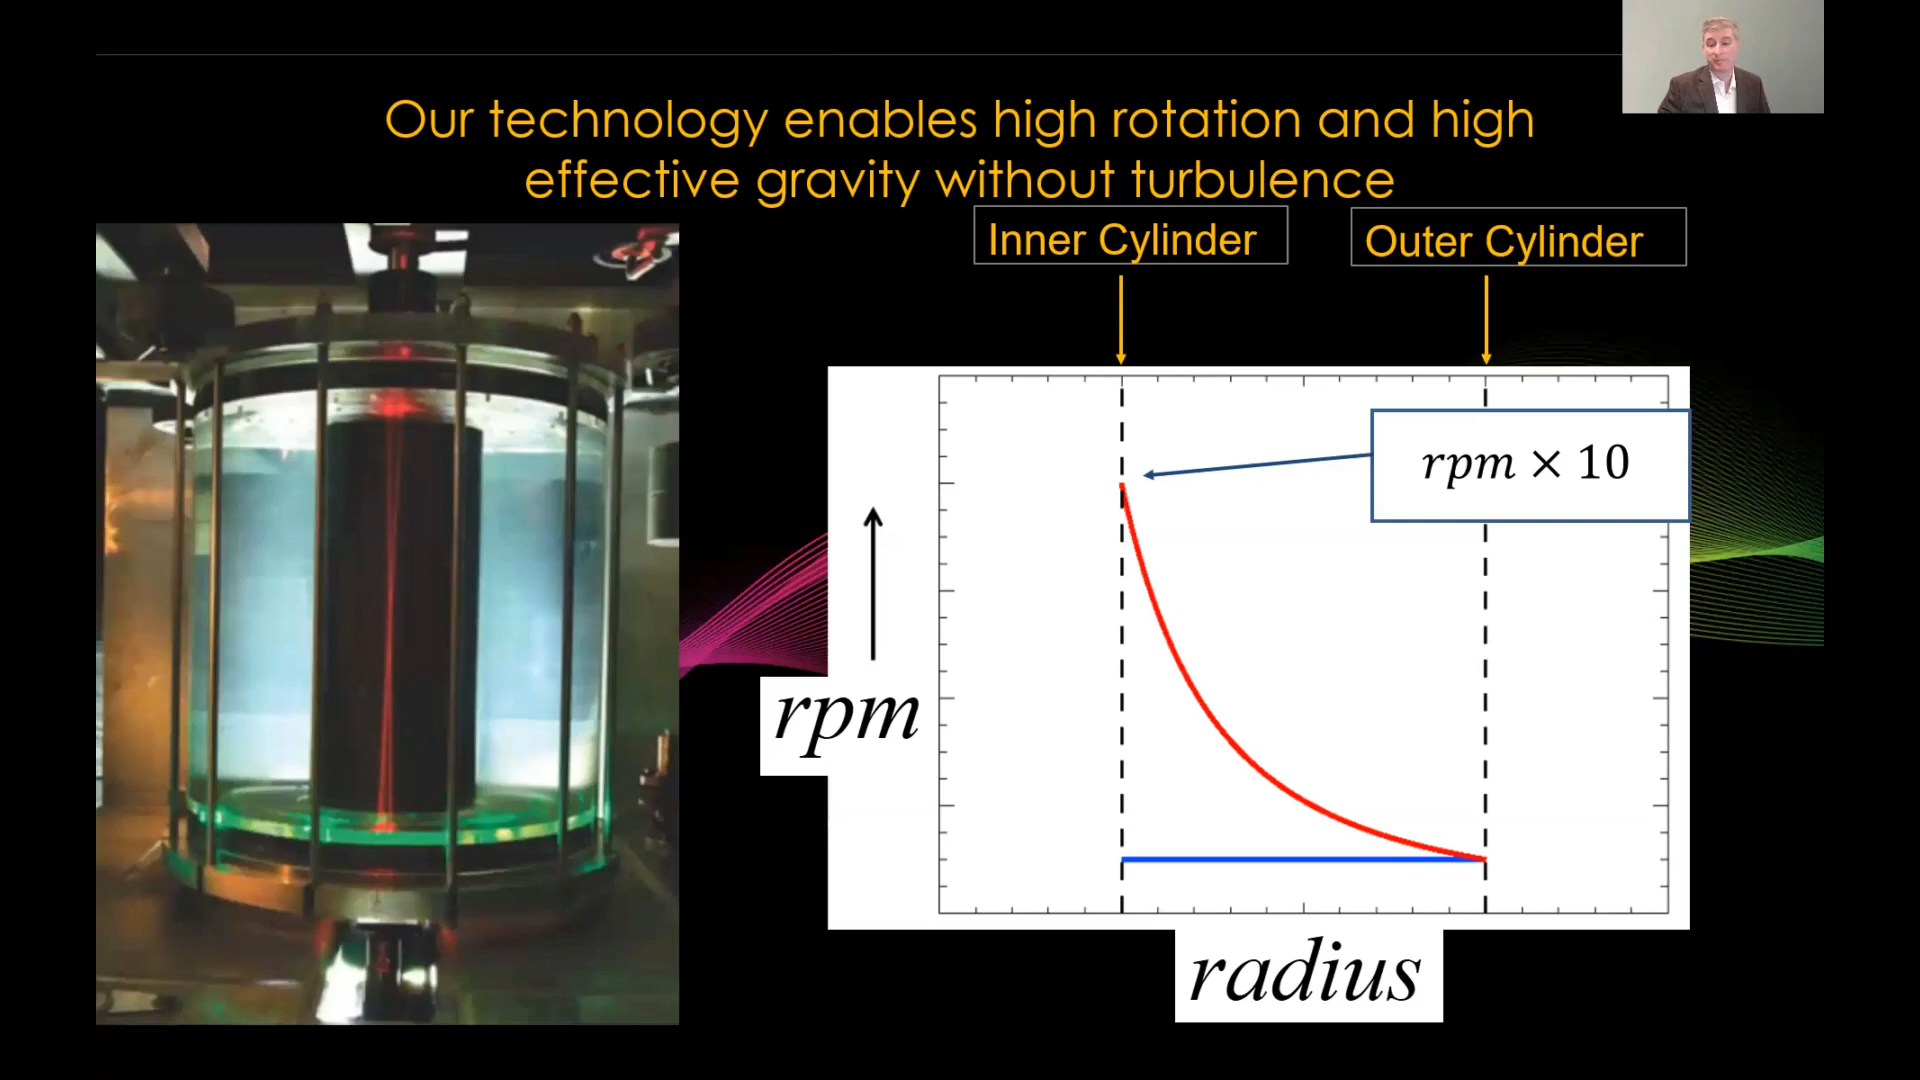 Our technology enables high rotation and high
effective gravity without turbulence
Inner Cylinder
Outer Cylinder
rpm × 10
rpm
radius